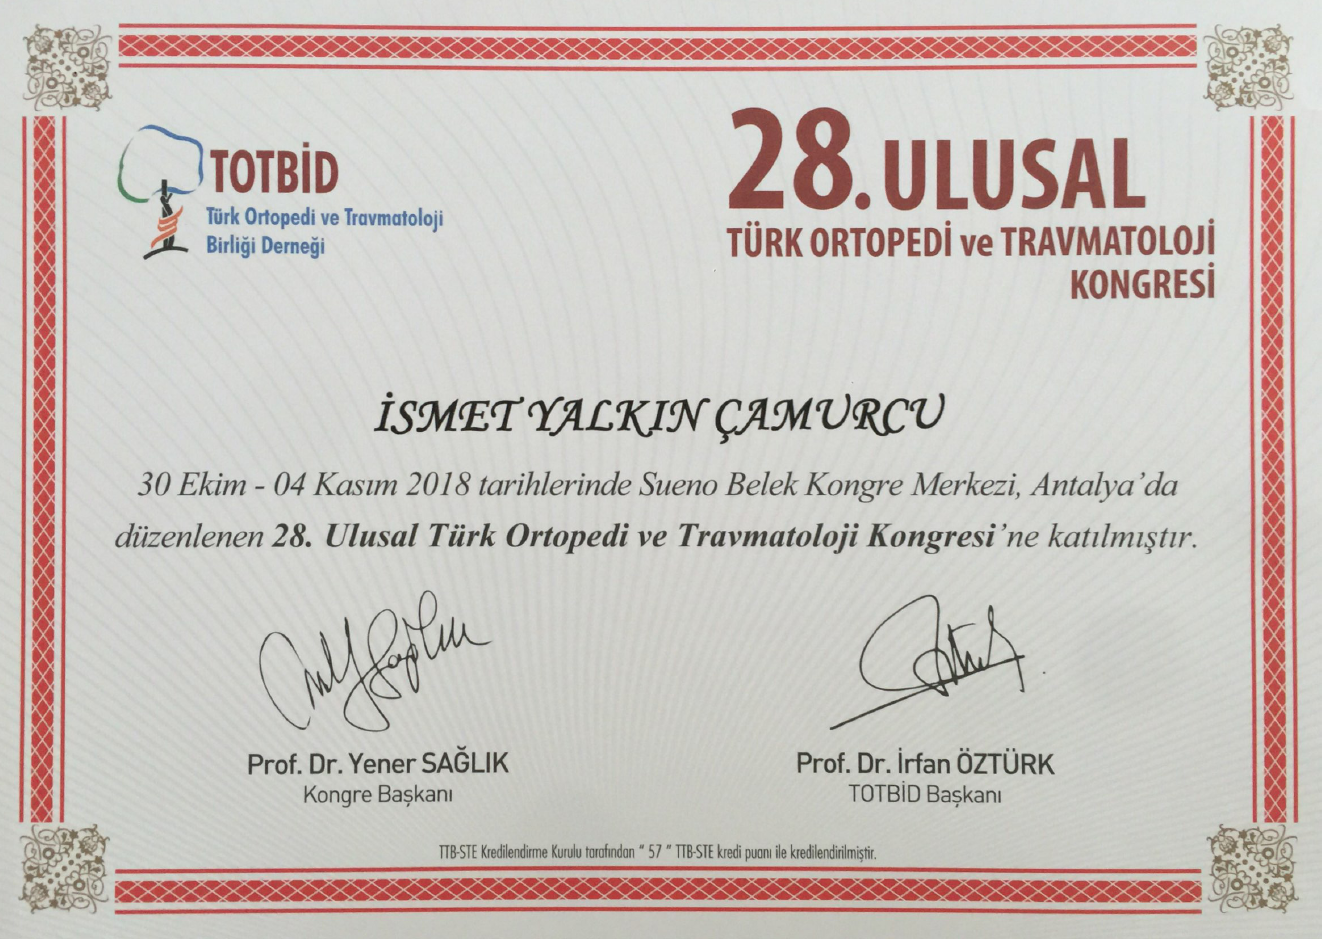 TOTBİD
Türk Ortopedi ve Travmatoloji
Birliği Derneği
28. ULUSAL
TÜRK ORTOPEDİ ve TRAVMATOLOJİ
KONGRESİ
İSMET YALKIN ÇAMURCU
30 Ekim - 04 Kasım 2018 tarihlerinde Sueno Belek Kongre Merkezi, Antalya'da
düzenlenen 28. Ulusal Türk Ortopedi ve Travmatoloji Kongresi'ne katılmıştır.
Prof. Dr. Yener SAĞLIK
Kongre Başkanı
Prof. Dr. İrfan ÖZTÜRK
TOTBİD Başkanı
TTB-STE Kredilendirme Kurulu tarafından " 57 " TTB-STE kredi puanı ile kredilendirilmiştir.